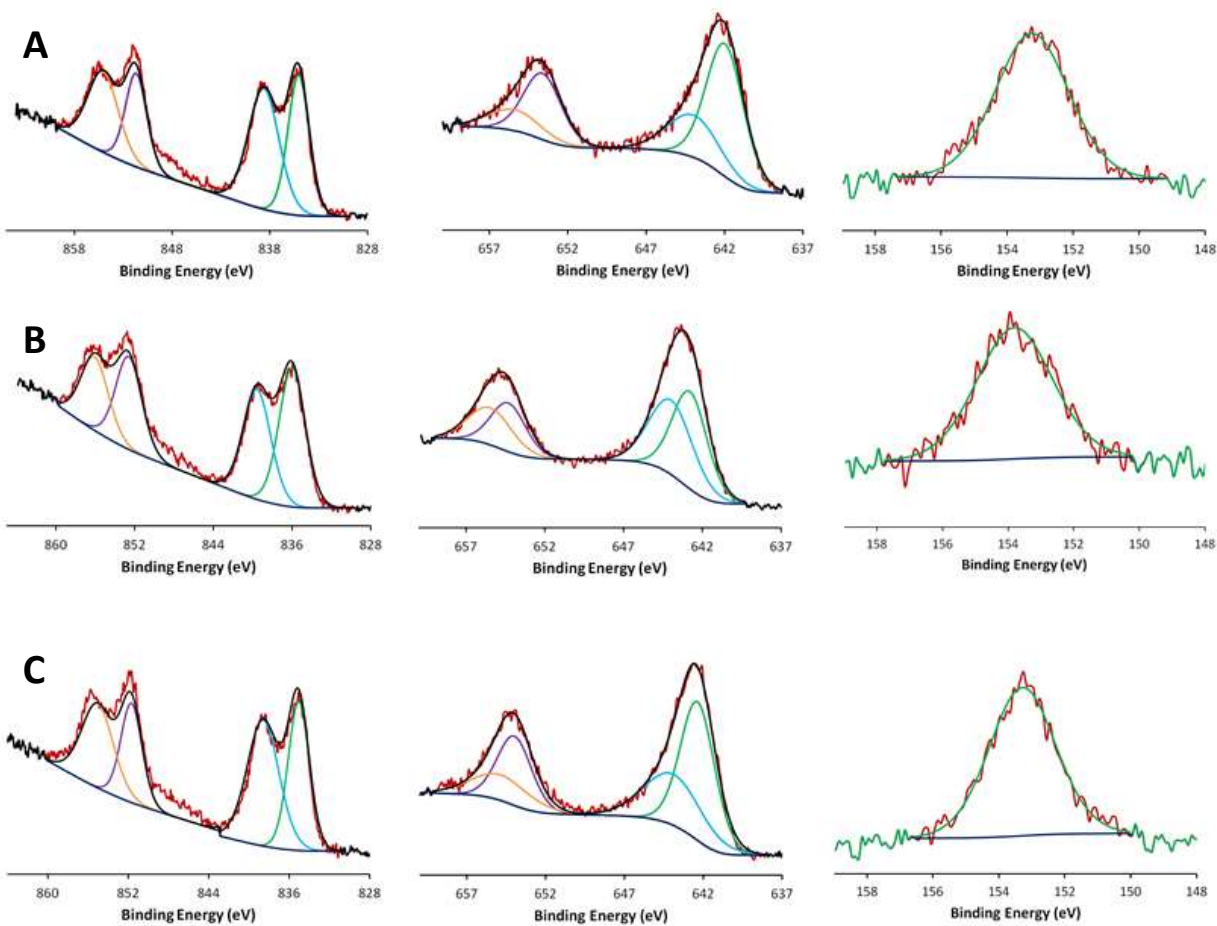 A
858 848 838 828
Binding Energy (eV)
657 652 647 642 637
Binding Energy (eV)
158 156 154 152 150 148
Binding Energy (eV)
B
860 852 844 836 828
Binding Energy (eV)
657 652 647 642 637
Binding Energy (eV)
158 156 154 152 150 148
Binding Energy (eV)
C
860 852 844 836 828
Binding Energy (eV)
657 652 647 642 637
Binding Energy (eV)
158 156 154 152 150 148
Binding Energy (eV)